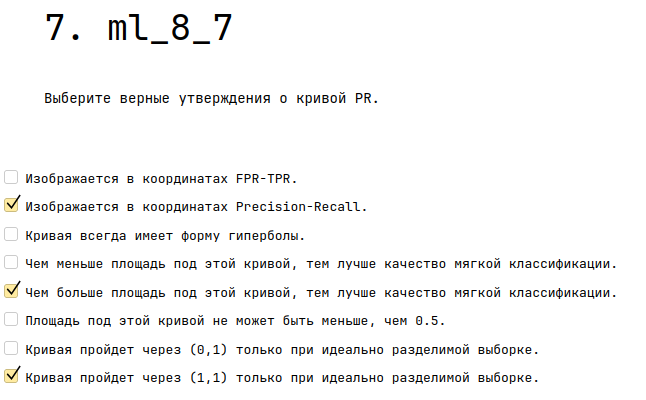 7. ml_8_7
Выберите верные утверждения о кривой PR.
Изображается в координатах FPR-TPR.
Изображается в координатах Precision-Recall.
Кривая всегда имеет форму гиперболы.
Чем меньше площадь под этой кривой, тем лучше качество мягкой классификации.
Чем больше площадь под этой кривой, тем лучше качество мягкой классификации.
Площадь под этой кривой не может быть меньше, чем 0.5.
Кривая пройдет через (0,1) только при идеально разделимой выборке.
Кривая пройдет через (1,1) только при идеально разделимой выборке.